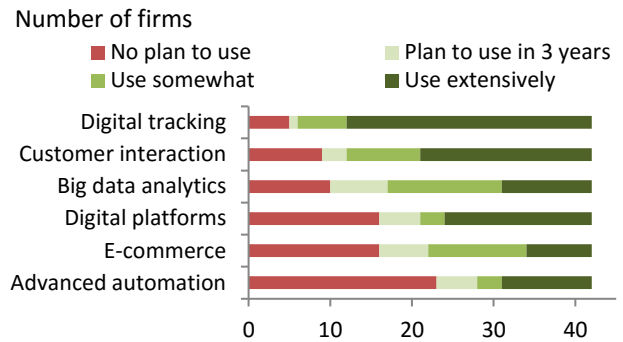 Number of firms
No plan to use
Plan to use in 3 years
Use somewhat
Use extensively
Digital tracking
Customer interaction
Big data analytics
Digital platforms
E-commerce
Advanced automation
0 10 20 30 40